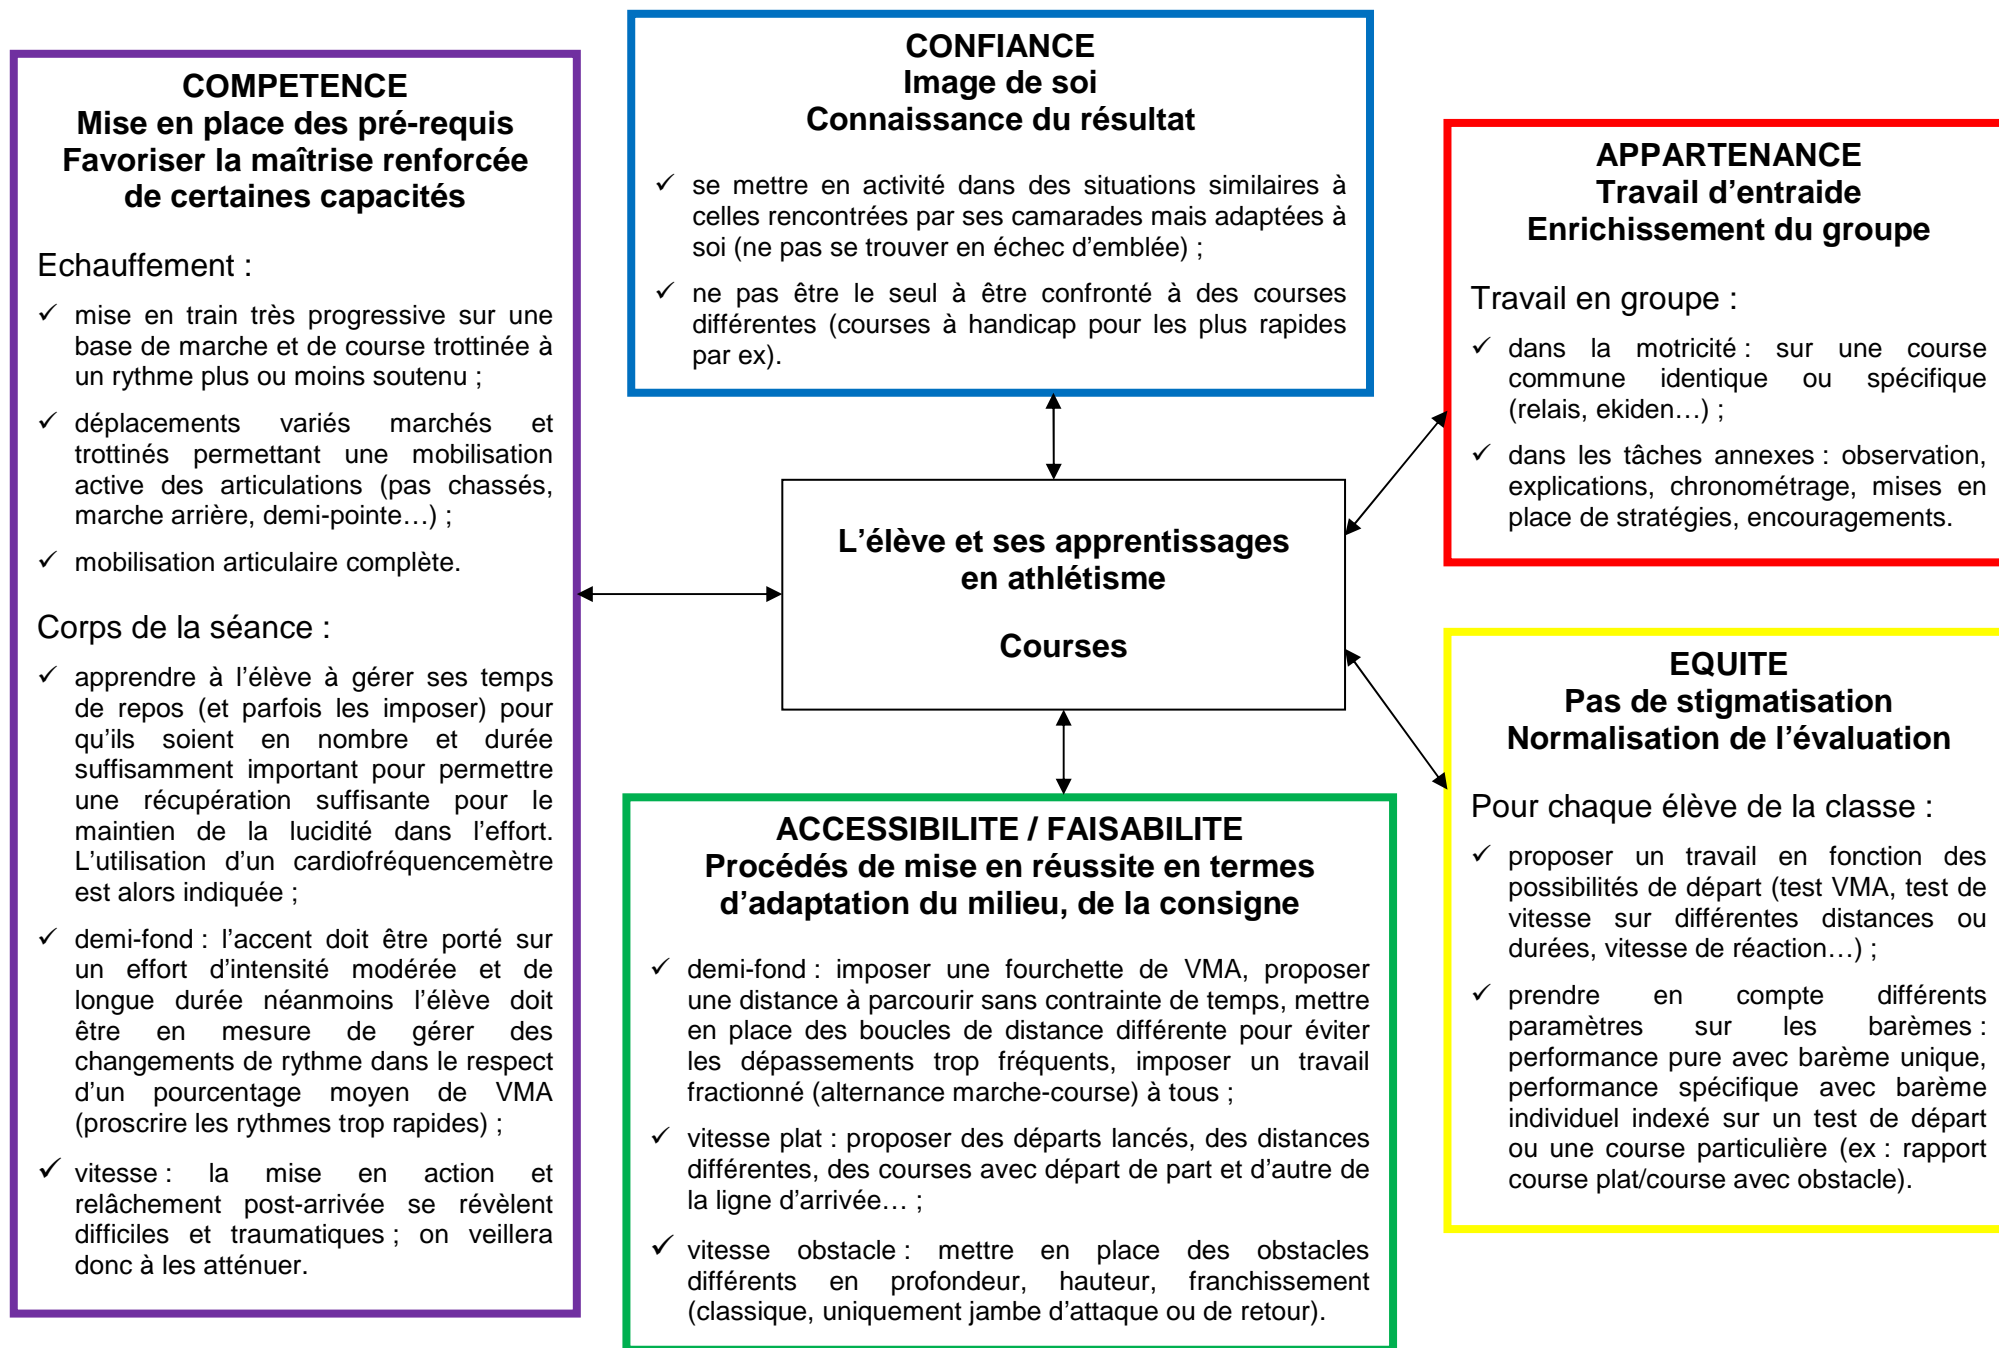 COMPETENCE
Mise en place des pré-requis
Favoriser la maîtrise renforcée
de certaines capacités
Echauffement :
✓ mise en train très progressive sur une
base de marche et de course trottinée à
un rythme plus ou moins soutenu ;
✓ déplacements variés marchés et
trottinés permettant une mobilisation
active des articulations (pas chassés,
marche arrière, demi-pointe…) ;
✓ mobilisation articulaire complète.
Corps de la séance :
✓ apprendre à l’élève à gérer ses temps
de repos (et parfois les imposer) pour
qu’ils soient en nombre et durée
suffisamment important pour permettre
une récupération suffisante pour le
maintien de la lucidité dans l’effort.
L’utilisation d’un cardiofréquencemètre
est alors indiquée ;
✓ demi-fond : l’accent doit être porté sur
un effort d’intensité modérée et de
longue durée néanmoins l’élève doit
être en mesure de gérer des
changements de rythme dans le respect
d’un pourcentage moyen de VMA
(proscrire les rythmes trop rapides) ;
✓ vitesse : la mise en action et
relâchement post-arrivée se révèlent
difficiles et traumatiques ; on veillera
donc à les atténuer.
CONFIANCE
Image de soi
Connaissance du résultat
✓ se mettre en activité dans des situations similaires à
celles rencontrées par ses camarades mais adaptées à
soi (ne pas se trouver en échec d’emblée) ;
✓ ne pas être le seul à être confronté à des courses
différentes (courses à handicap pour les plus rapides
par ex).
L’élève et ses apprentissages
en athlétisme
Courses
ACCESSIBILITE / FAISABILITE
Procédés de mise en réussite en termes
d’adaptation du milieu, de la consigne
✓ demi-fond : imposer une fourchette de VMA, proposer
une distance à parcourir sans contrainte de temps, mettre
en place des boucles de distance différente pour éviter
les dépassements trop fréquents, imposer un travail
fractionné (alternance marche-course) à tous ;
✓ vitesse plat : proposer des départs lancés, des distances
différentes, des courses avec départ de part et d’autre de
la ligne d’arrivée… ;
✓ vitesse obstacle : mettre en place des obstacles
différents en profondeur, hauteur, franchissement
(classique, uniquement jambe d’attaque ou de retour).
APPARTENANCE
Travail d’entraide
Enrichissement du groupe
Travail en groupe :
✓ dans la motricité : sur une course
commune identique ou spécifique
(relais, ekiden…) ;
✓ dans les tâches annexes : observation,
explications, chronométrage, mises en
place de stratégies, encouragements.
EQUITE
Pas de stigmatisation
Normalisation de l’évaluation
Pour chaque élève de la classe :
✓ proposer un travail en fonction des
possibilités de départ (test VMA, test de
vitesse sur différentes distances ou
durées, vitesse de réaction…) ;
✓ prendre en compte différents
paramètres sur les barèmes :
performance pure avec barème unique,
performance spécifique avec barème
individuel indexé sur un test de départ
ou une course particulière (ex : rapport
course plat/course avec obstacle).